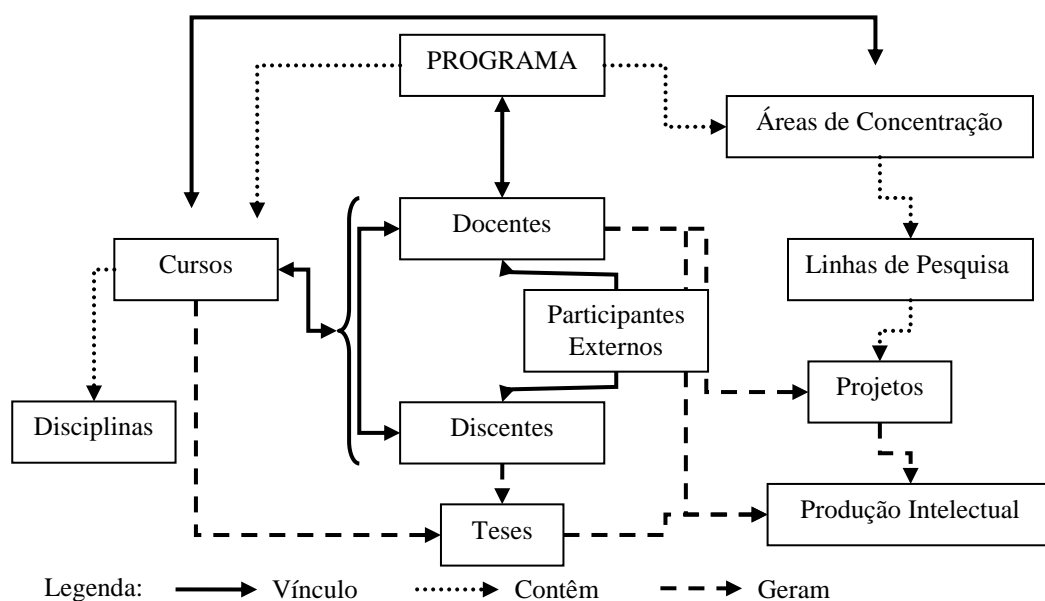 PROGRAMA
Áreas de Concentração
Docentes
Cursos
Linhas de Pesquisa
Participantes
Externos
Projetos
Disciplinas
Discentes
Produção Intelectual
Teses
Legenda: Vínculo Contêm Geram